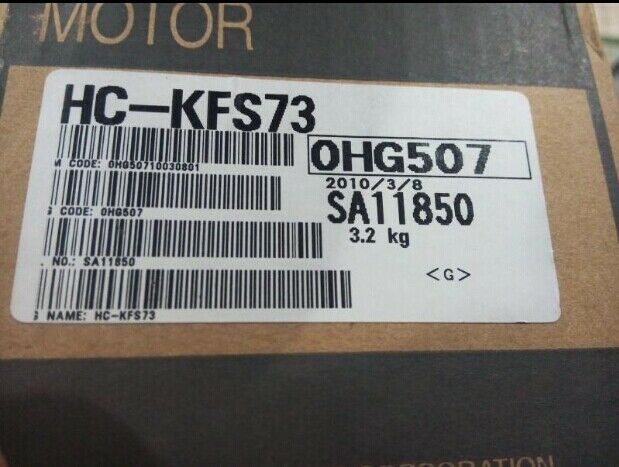 MOTOR
HC-KFS73
M CODE: 0HG50710030801
0HG507
2010/3/8
G CODE: 0HG507
SA11850
3.2 kg
. NO.: SA11850
<G>
G NAME: HC-KFS73
CORPORATION